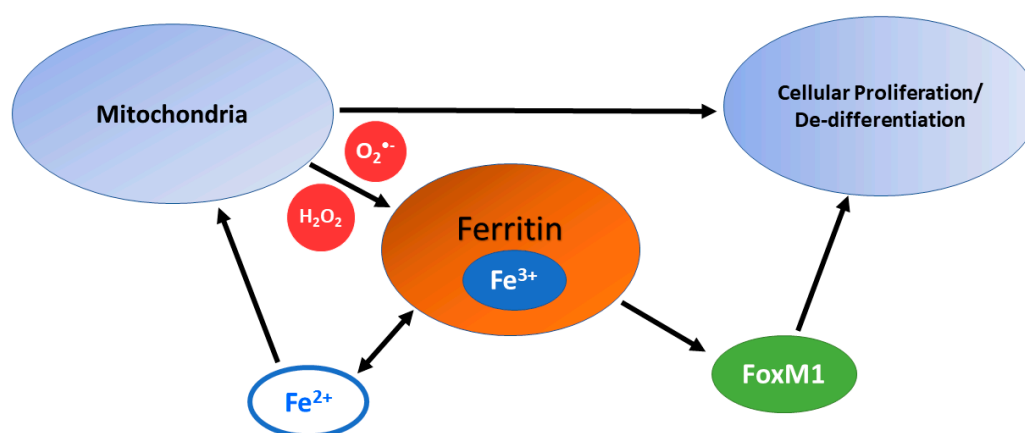 Mitochondria
Cellular Proliferation/
De-differentiation
O₂•-
H₂O₂
Ferritin
Fe³⁺
FoxM1
Fe²⁺